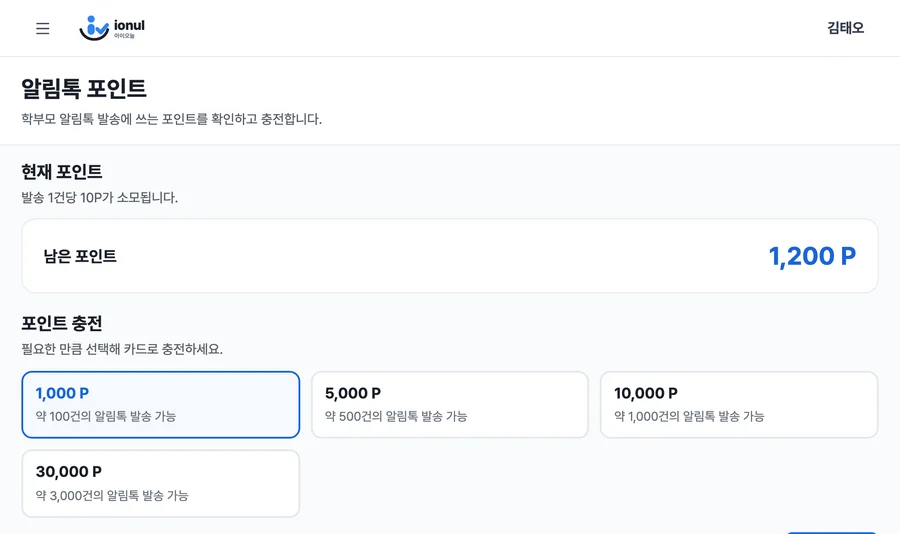 ionul
아이오늘
김태오
알림톡 포인트
학부모 알림톡 발송에 쓰는 포인트를 확인하고 충전합니다.
현재 포인트
발송 1건당 10P가 소모됩니다.
남은 포인트
1,200 P
포인트 충전
필요한 만큼 선택해 카드로 충전하세요.
1,000 P
약 100건의 알림톡 발송 가능
5,000 P
약 500건의 알림톡 발송 가능
10,000 P
약 1,000건의 알림톡 발송 가능
30,000 P
약 3,000건의 알림톡 발송 가능